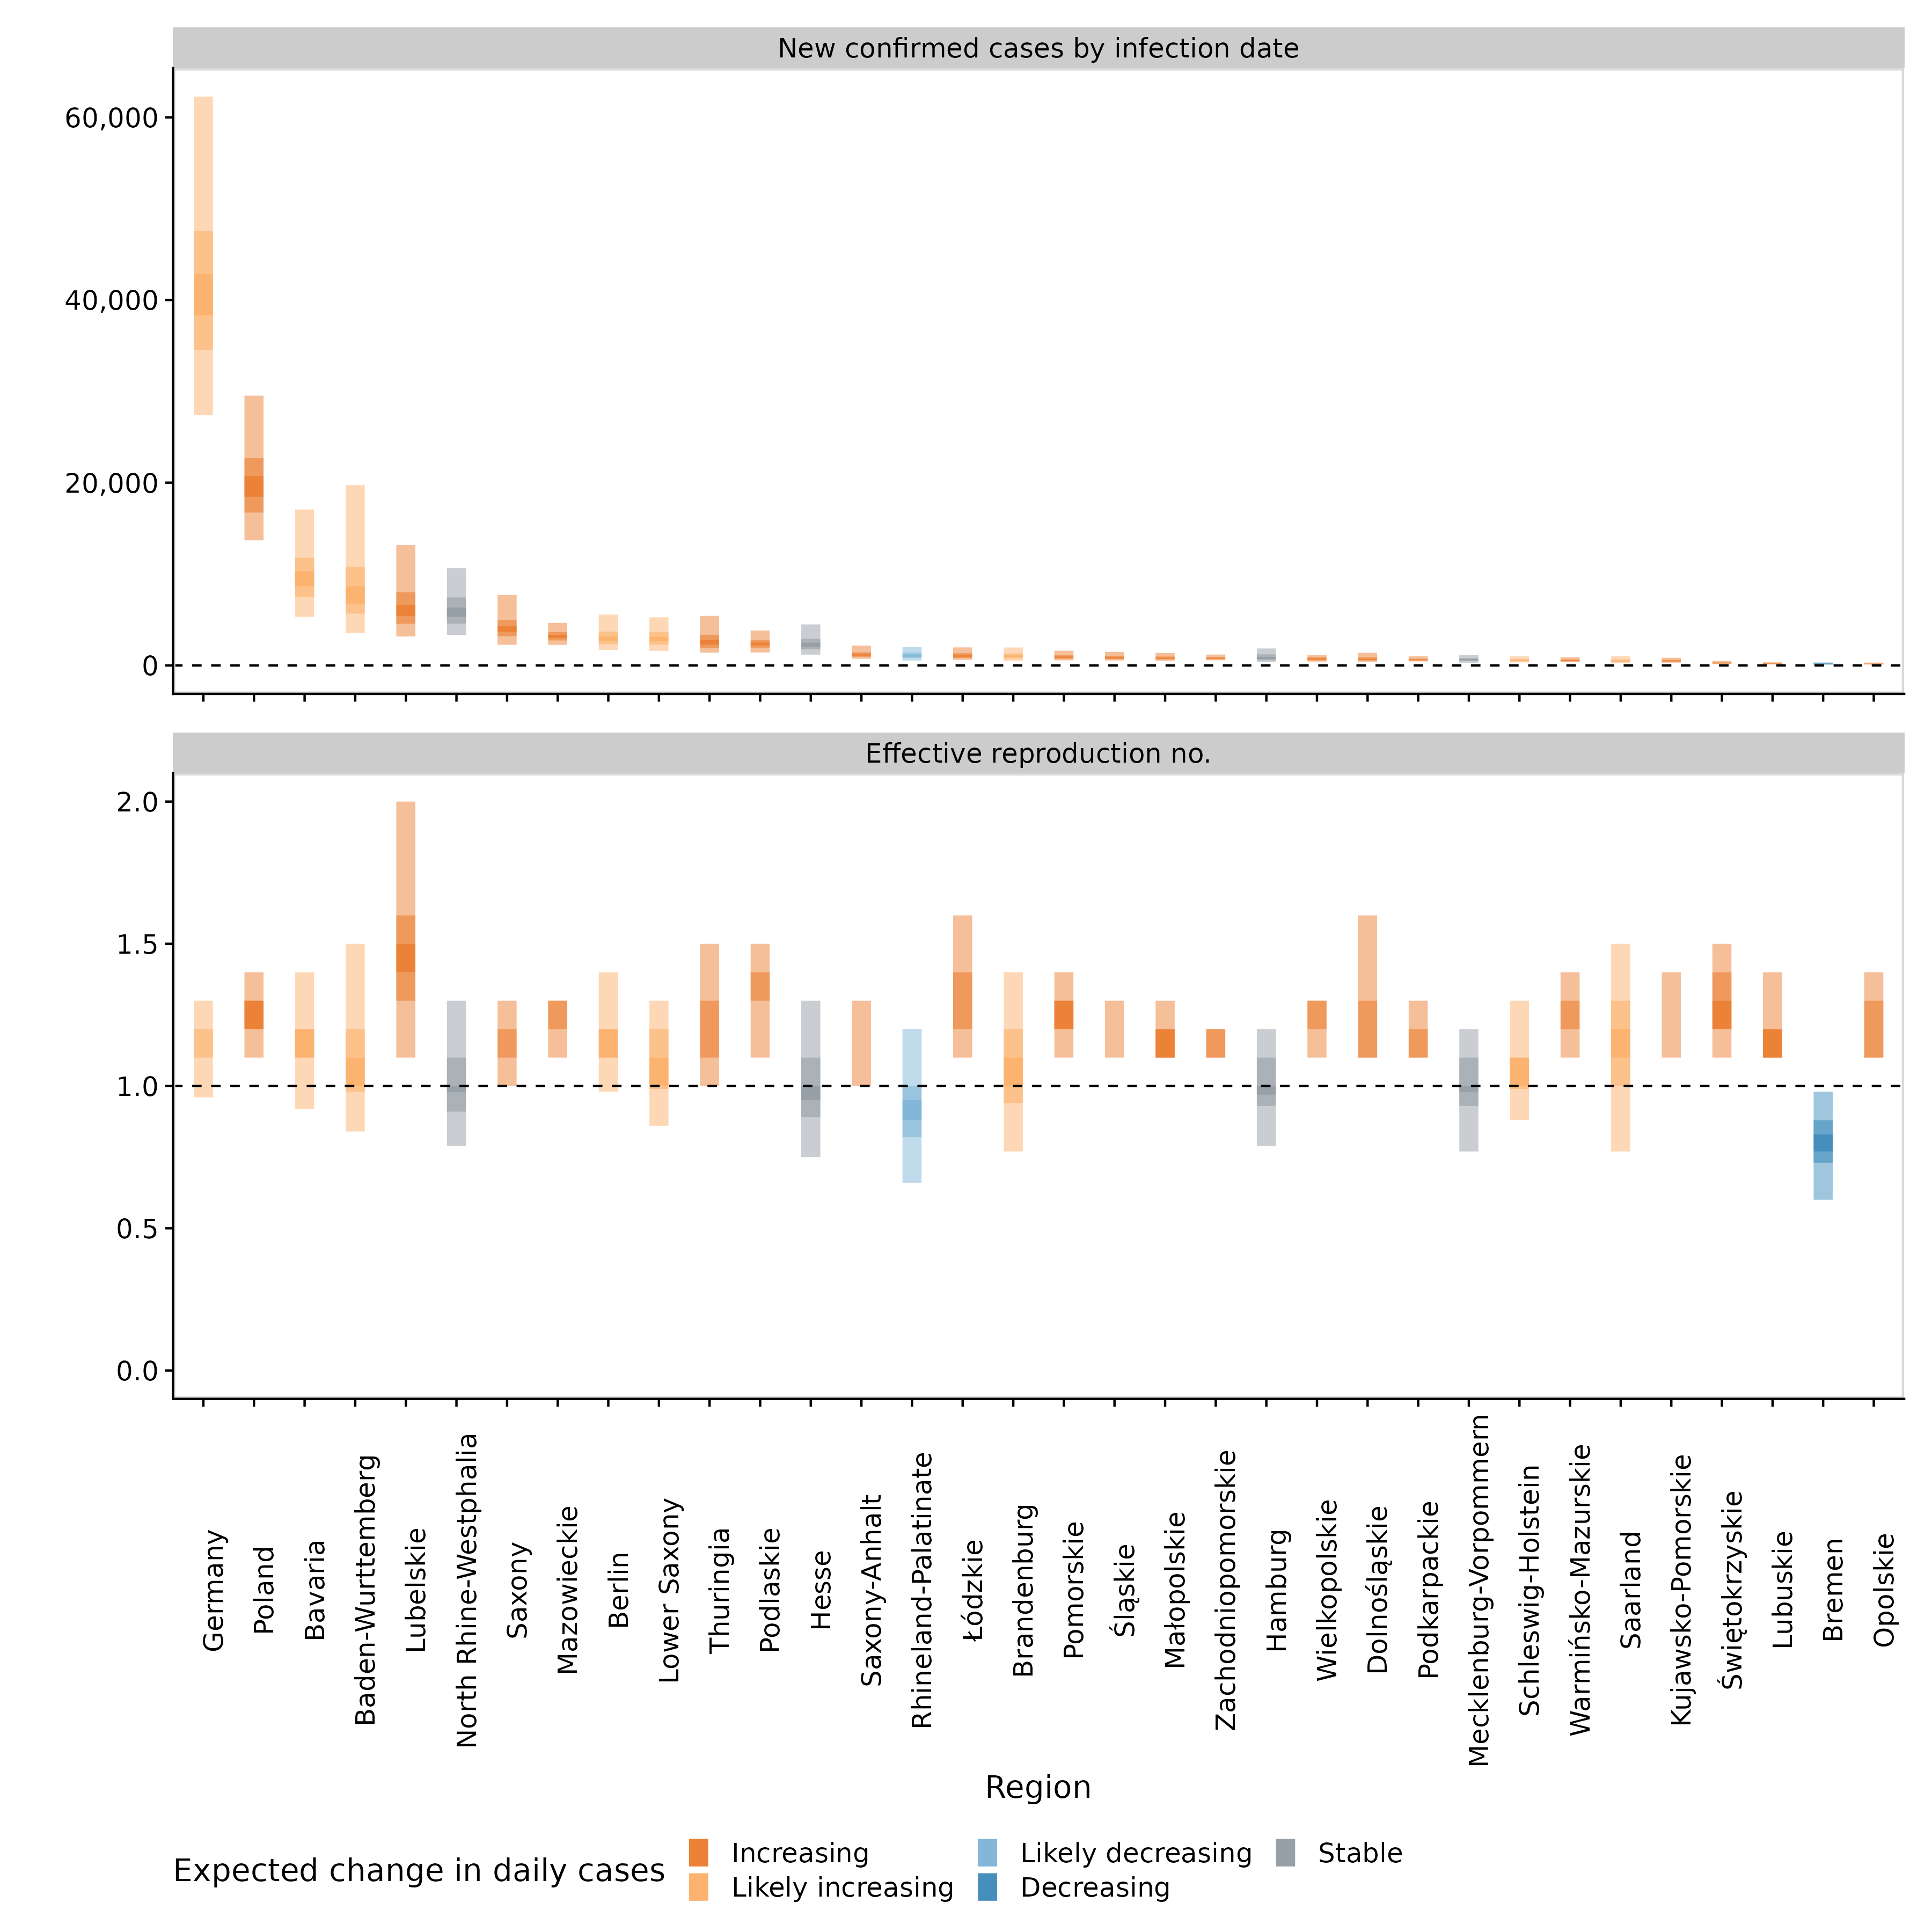 New confirmed cases by infection date
60,000
40,000
20,000
0
Effective reproduction no.
2.0
1.5
1.0
0.5
0.0
Germany
Poland
Bavaria
Baden-Wurttemberg
Lubelskie
North Rhine-Westphalia
Saxony
Mazowieckie
Berlin
Lower Saxony
Thuringia
Podlaskie
Hesse
Saxony-Anhalt
Rhineland-Palatinate
Łódzkie
Brandenburg
Pomorskie
Śląskie
Małopolskie
Zachodniopomorskie
Hamburg
Wielkopolskie
Dolnośląskie
Podkarpackie
Mecklenburg-Vorpommern
Schleswig-Holstein
Warmińsko-Mazurskie
Saarland
Kujawsko-Pomorskie
Świętokrzyskie
Lubuskie
Bremen
Opolskie
Region
Expected change in daily cases
Increasing
Likely increasing
Likely decreasing
Decreasing
Stable